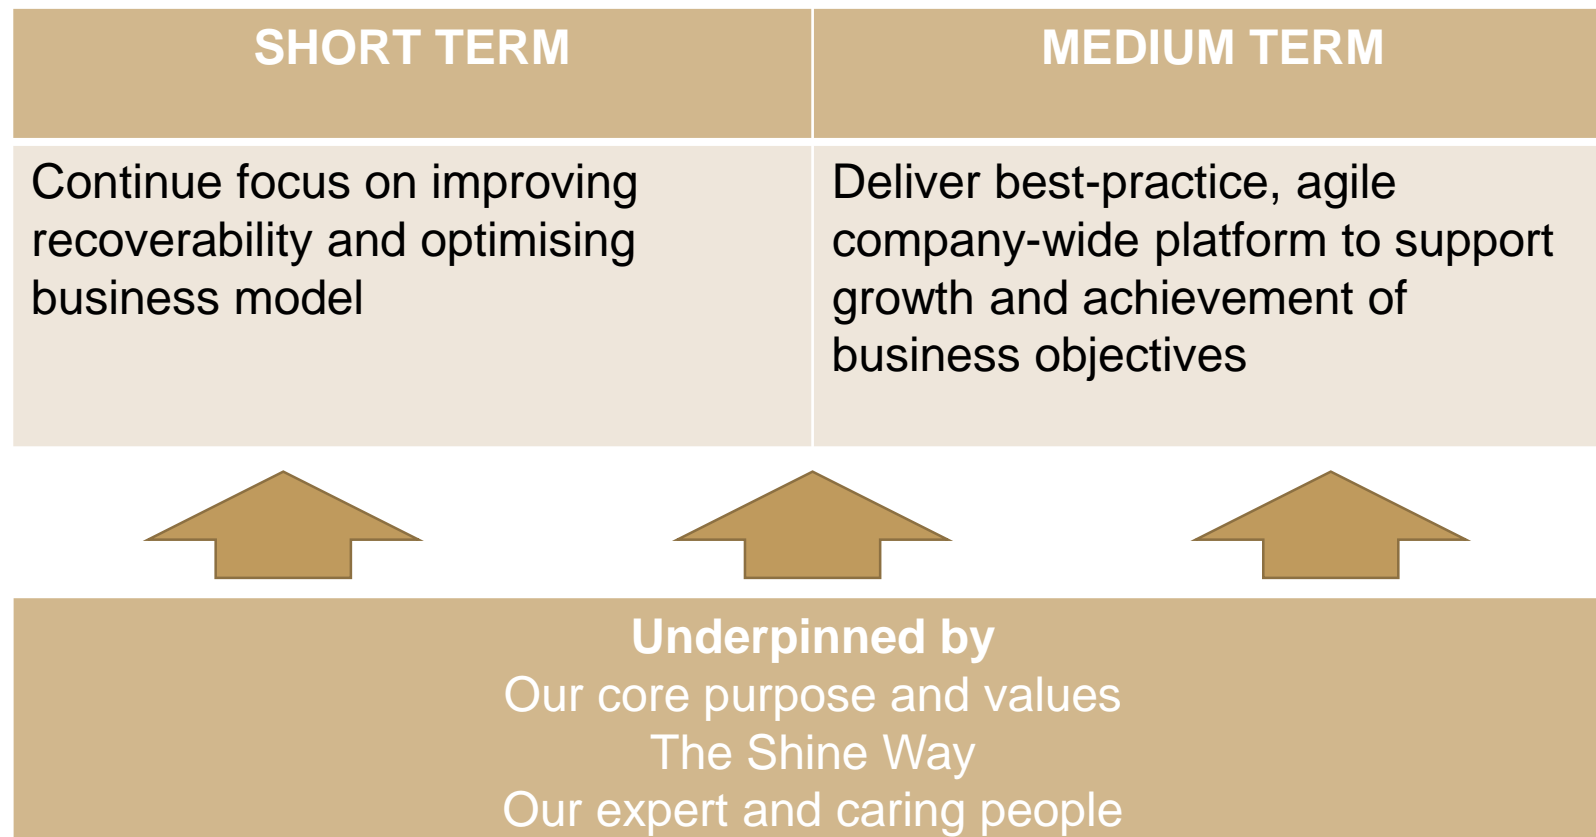 SHORT TERM
MEDIUM TERM
Continue focus on improving
recoverability and optimising
business model
Deliver best-practice, agile
company-wide platform to support
growth and achievement of
business objectives
Underpinned by
Our core purpose and values
The Shine Way
Our expert and caring people